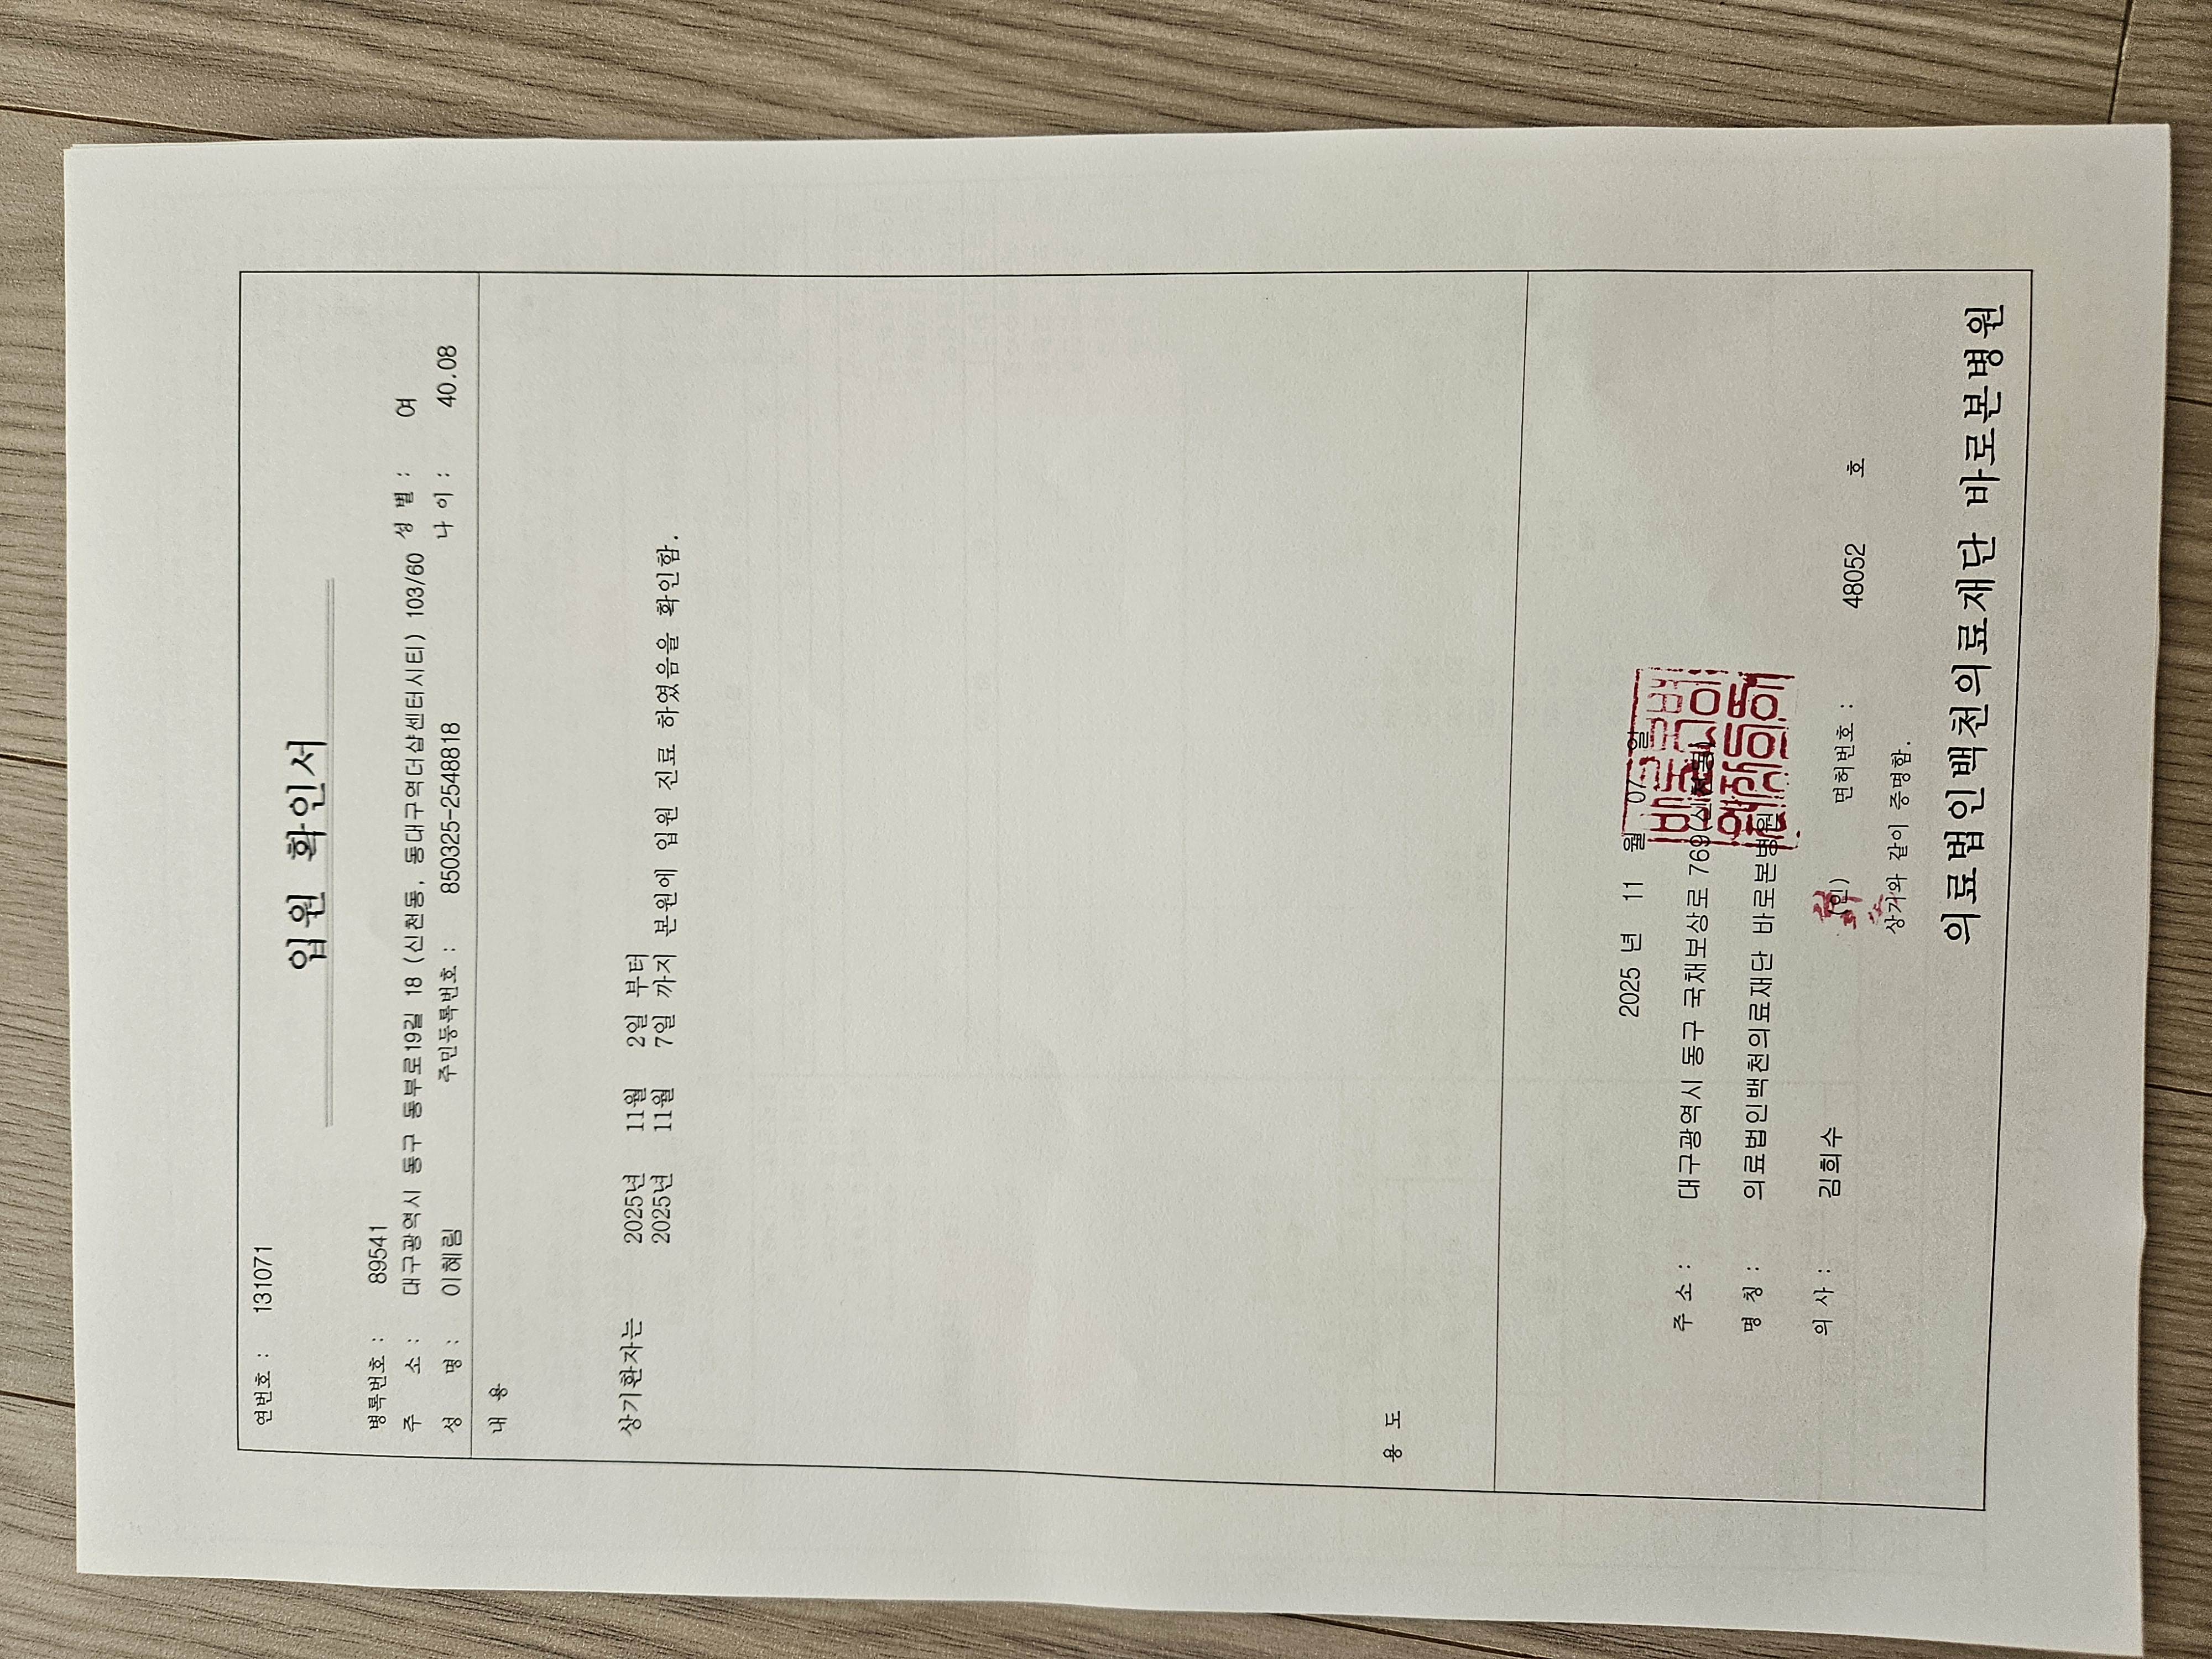 연번호 : 131071
입원 확인서
병록번호 : 89541
주 소 : 대구광역시 동구 동부로19길 18 (신천동, 동대구역더샵센터시티) 103/60 성 별 : 여
성 명 : 이혜림 주민등록번호 : 850325-2548818 나 이 : 40.08
내 용
상기환자는 2025년 11월 2일 부터
2025년 11월 7일 까지 본원에 입원 진료 하였음을 확인함.
용 도
2025 년 11 월 07 일
주 소 : 대구광역시 동구 국채보상로 769(신천동)
명 칭 : 의료법인백천의료재단 바로본병원
의 사 : 김희수 (인) 면허번호 : 48052 호
상기와 같이 증명함.
의료법인백천의료재단 바로본병원